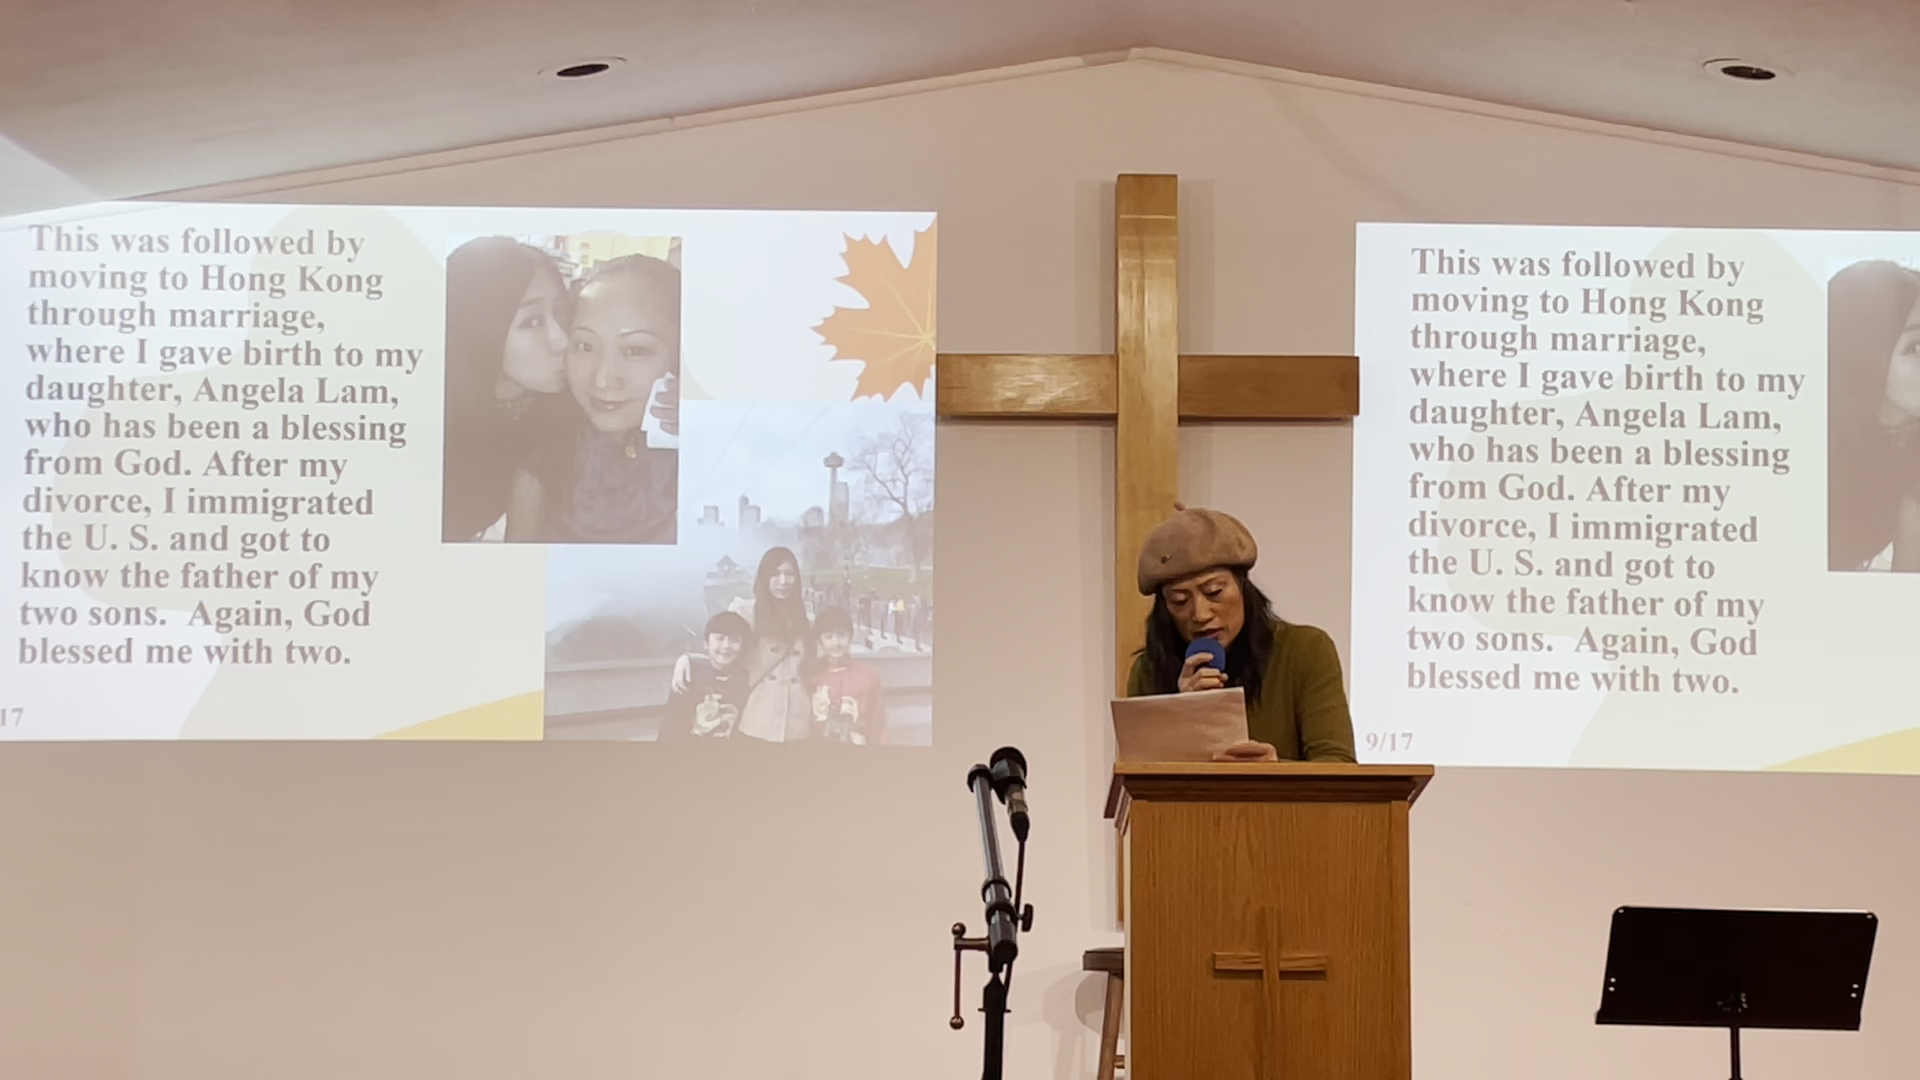 This was followed by
moving to Hong Kong
through marriage,
where I gave birth to my
daughter, Angela Lam,
who has been a blessing
from God. After my
divorce, I immigrated
the U. S. and got to
know the father of my
two sons.  Again, God
blessed me with two.
17
This was followed by
moving to Hong Kong
through marriage,
where I gave birth to my
daughter, Angela Lam,
who has been a blessing
from God. After my
divorce, I immigrated
the U. S. and got to
know the father of my
two sons.  Again, God
blessed me with two.
9/17